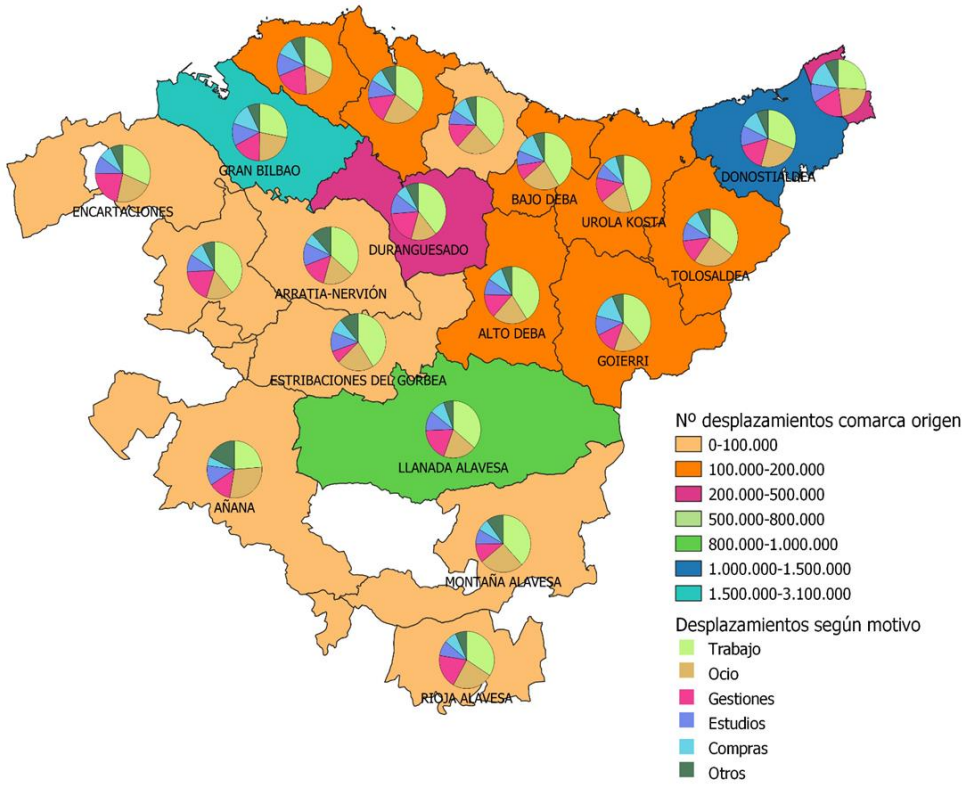 GRAN BILBAO
DONOSTIALDEA
ENCARTACIONES
BAJO DEBA
UROLA KOSTA
DURANGUESADO
TOLOSALDEA
ARRATIA-NERVIÓN
ALTO DEBA
GOIERRI
ESTRIBACIONES DEL GORBEA
LLANADA ALAVESA
AÑANA
MONTAÑA ALAVESA
RIOJA ALAVESA
Nº desplazamientos comarca origen
0-100.000
100.000-200.000
200.000-500.000
500.000-800.000
800.000-1.000.000
1.000.000-1.500.000
1.500.000-3.100.000
Desplazamientos según motivo
Trabajo
Ocio
Gestiones
Estudios
Compras
Otros